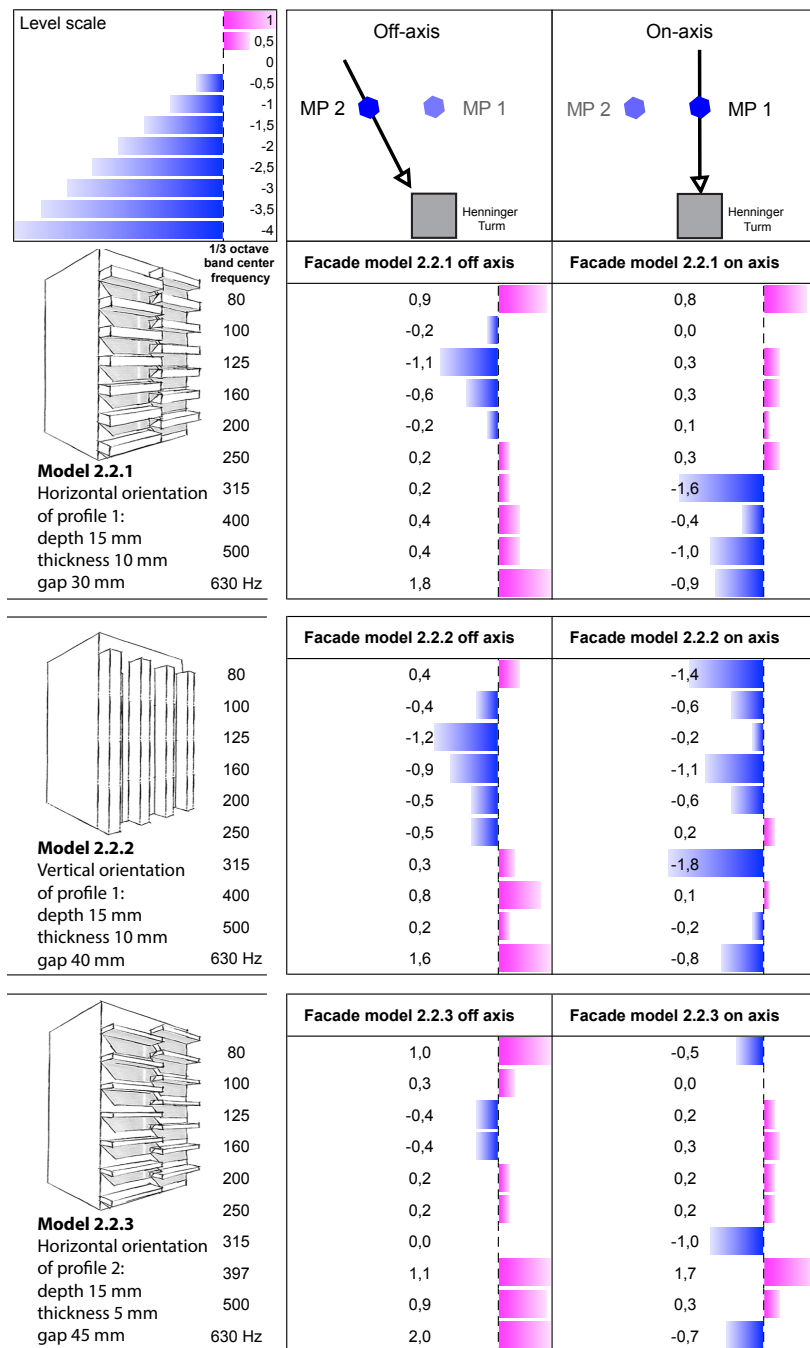 Level scale
1
0,5
0
-0,5
-1
-1,5
-2
-2,5
-3
-3,5
-4
Off-axis
MP 2
MP 1
Henninger
Turm
On-axis
MP 2
MP 1
Henninger
Turm
1/3 octave
band center
frequency
80
100
125
160
200
250
315
400
500
630 Hz
Model 2.2.1
Horizontal orientation
of profile 1:
depth 15 mm
thickness 10 mm
gap 30 mm
Facade model 2.2.1 off axis
0,9
-0,2
-1,1
-0,6
-0,2
0,2
0,2
0,4
0,4
1,8
Facade model 2.2.1 on axis
0,8
0,0
0,3
0,3
0,1
0,3
-1,6
-0,4
-1,0
-0,9
80
100
125
160
200
250
315
400
500
630 Hz
Model 2.2.2
Vertical orientation
of profile 1:
depth 15 mm
thickness 10 mm
gap 40 mm
Facade model 2.2.2 off axis
0,4
-0,4
-1,2
-0,9
-0,5
-0,5
0,3
0,8
0,2
1,6
Facade model 2.2.2 on axis
-1,4
-0,6
-0,2
-1,1
-0,6
0,2
-1,8
0,1
-0,2
-0,8
80
100
125
160
200
250
315
397
500
630 Hz
Model 2.2.3
Horizontal orientation
of profile 2:
depth 15 mm
thickness 5 mm
gap 45 mm
Facade model 2.2.3 off axis
1,0
0,3
-0,4
-0,4
0,2
0,2
0,0
1,1
0,9
2,0
Facade model 2.2.3 on axis
-0,5
0,0
0,2
0,3
0,2
0,2
-1,0
1,7
0,3
-0,7